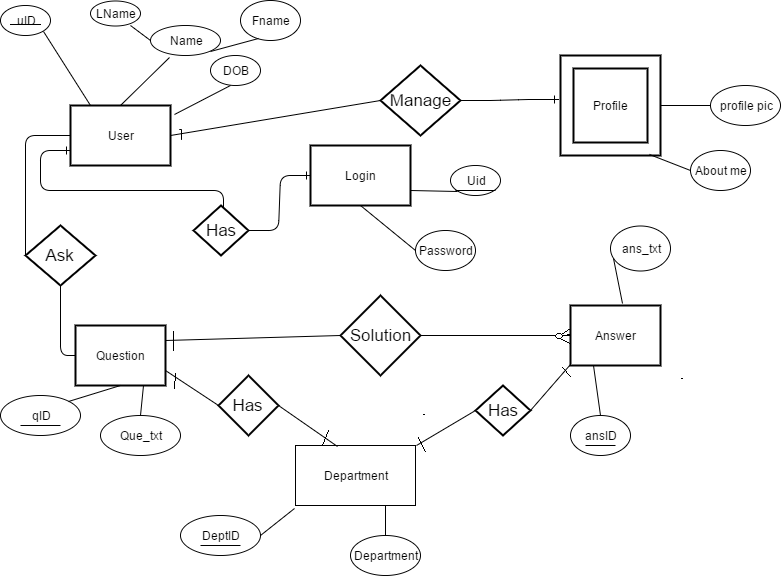 uID
LName
Name
Fname
DOB
User
Manage
Profile
profile pic
About me
Login
Uid
Password
Has
Ask
ans_txt
Question
Solution
Answer
qID
Que_txt
Has
Has
ansID
Department
DeptID
Department